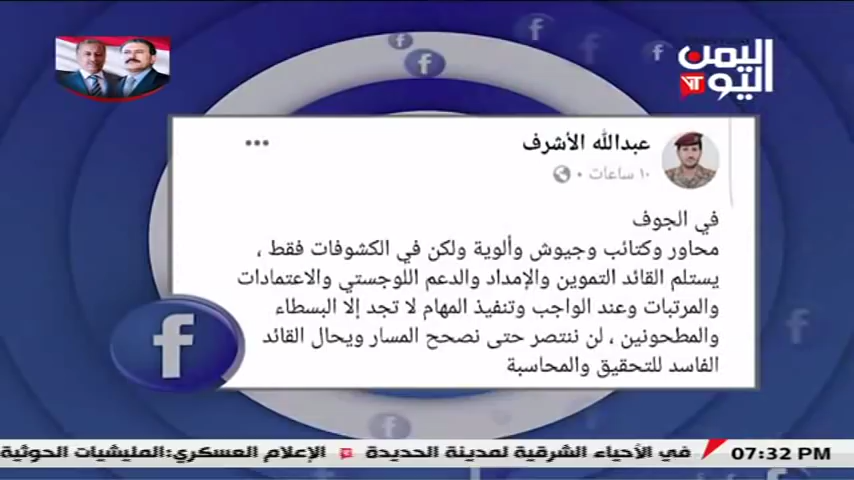 اليمن
اليوم
عبدالله الأشرف
١٠ ساعات
في الجوف
محاور وكتائب وجيوش وألوية ولكن في الكشوفات فقط ،
يستلم القائد التموين والإمداد والدعم اللوجستي والاعتمادات
والمرتبات وعند الواجب وتنفيذ المهام لا تجد إلا البسطاء
والمطحونين ، لن ننتصر حتى نصحح المسار ويحال القائد
الفاسد للتحقيق والمحاسبة
07:32 PM في الأحياء الشرقية لمدينة الحديدة الإعلام العسكري:المليشيات الحوثية